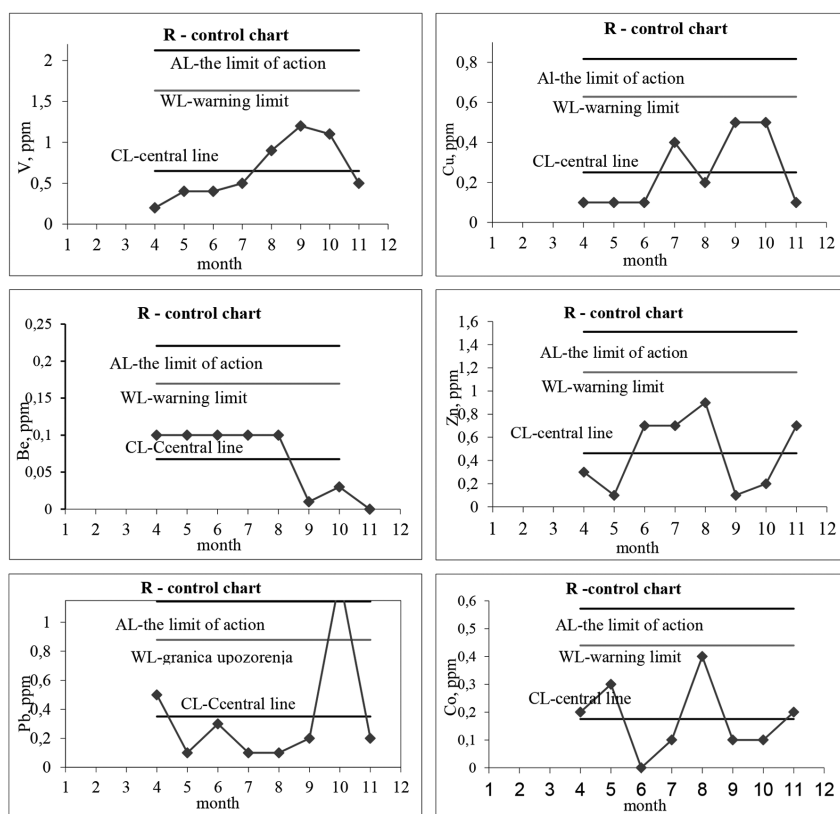 R - control chart
2
1,5
1
0,5
0
V, ppm
AL-the limit of action
WL-warning limit
CL-central line
1 2 3 4 5 6 7 8 9 10 11 12
month
R - control chart
0,8
0,6
0,4
0,2
0
Cu, ppm
Al-the limit of action
WL-warning limit
CL-central line
1 2 3 4 5 6 7 8 9 10 11 12
month
R - control chart
0,25
0,2
0,15
0,1
0,05
0
Be, ppm
AL-the limit of action
WL-warning limit
CL-Ccentral line
1 2 3 4 5 6 7 8 9 10 11 12
month
R - control chart
1,6
1,4
1,2
1
0,8
0,6
0,4
0,2
0
Zn, ppm
AL-the limit of action
WL-warning limit
CL-central line
1 2 3 4 5 6 7 8 9 10 11 12
month
R - control chart
1
0,8
0,6
0,4
0,2
0
Pb, ppm
AL-the limit of action
WL-granica upozorenja
CL-Ccentral line
1 2 3 4 5 6 7 8 9 10 11 12
month
R -control chart
0,6
0,5
0,4
0,3
0,2
0,1
0
Co, ppm
AL-the limit of action
WL-warning limit
CL-central line
1 2 3 4 5 6 7 8 9 10 11 12
month